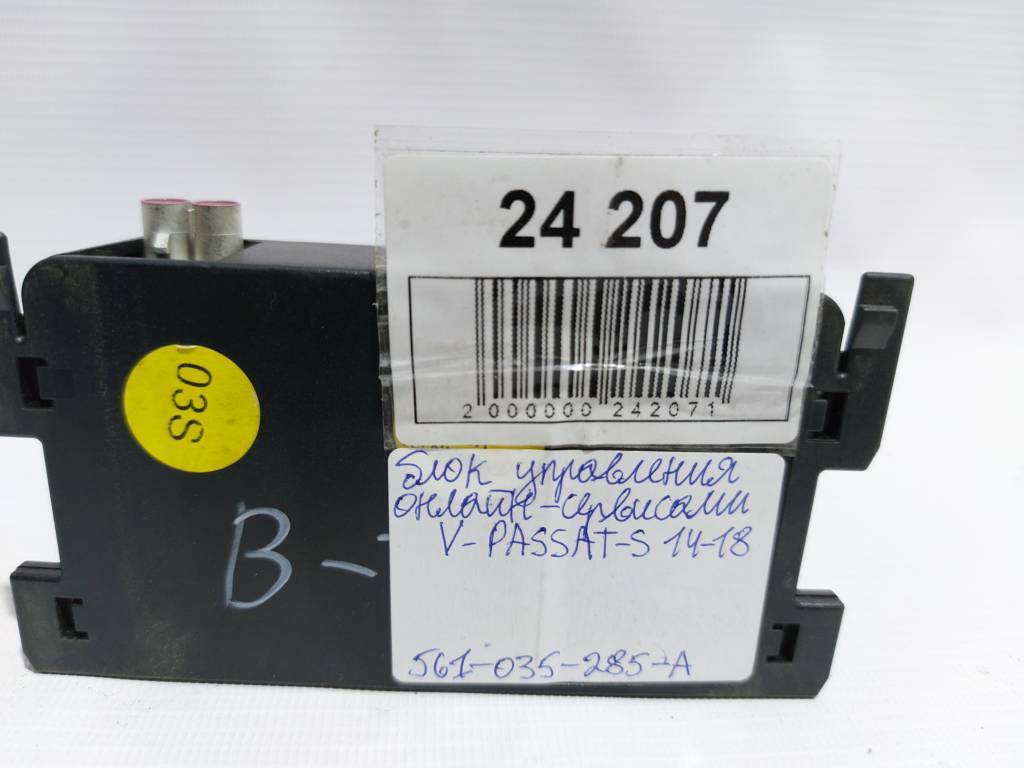 24 207
2 000000 242071
03S
B-
Блок управления
онлайн-сервисами
V-PASSAT-S 14-18
561-035-285-A